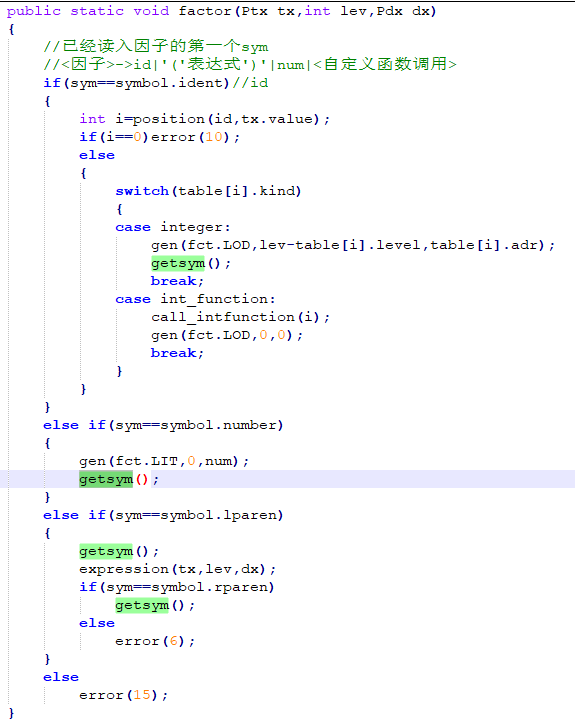 public static void factor(Ptx tx,int lev,Pdx dx)
{
//已经读入因子的第一个sym
//<因子>->id|'('表达式')'|num|<自定义函数调用>
if(sym==symbol.ident)//id
{
int i=position(id,tx.value);
if(i==0)error(10);
else
{
switch(table[i].kind)
{
case integer:
gen(fct.LOD,lev-table[i].level,table[i].adr);
getsym();
break;
case int_function:
call_intfunction(i);
gen(fct.LOD,0,0);
break;
}
}
}
else if(sym==symbol.number)
{
gen(fct.LIT,0,num);
getsym();
}
else if(sym==symbol.lparen)
{
getsym();
expression(tx,lev,dx);
if(sym==symbol.rparen)
getsym();
else
error(6);
}
else
error(15);
}